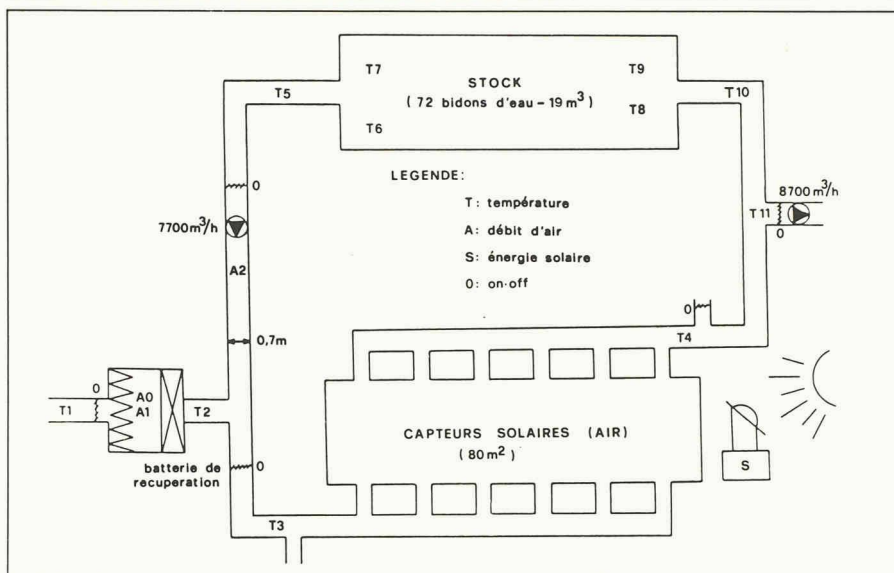 T7
T9
STOCK
( 72 bidons d'eau – 19 m³ )
T5
T10
T6
T8
LEGENDE:
T: température
A: débit d'air
S: énergie solaire
0: on·off
0
7700m³/h
A2
8700 m³/h
T11
0
0
T4
0,7m
0
T1
A0
A1
T2
batterie de
recuperation
0
CAPTEURS SOLAIRES (AIR)
( 80 m² )
S
T3